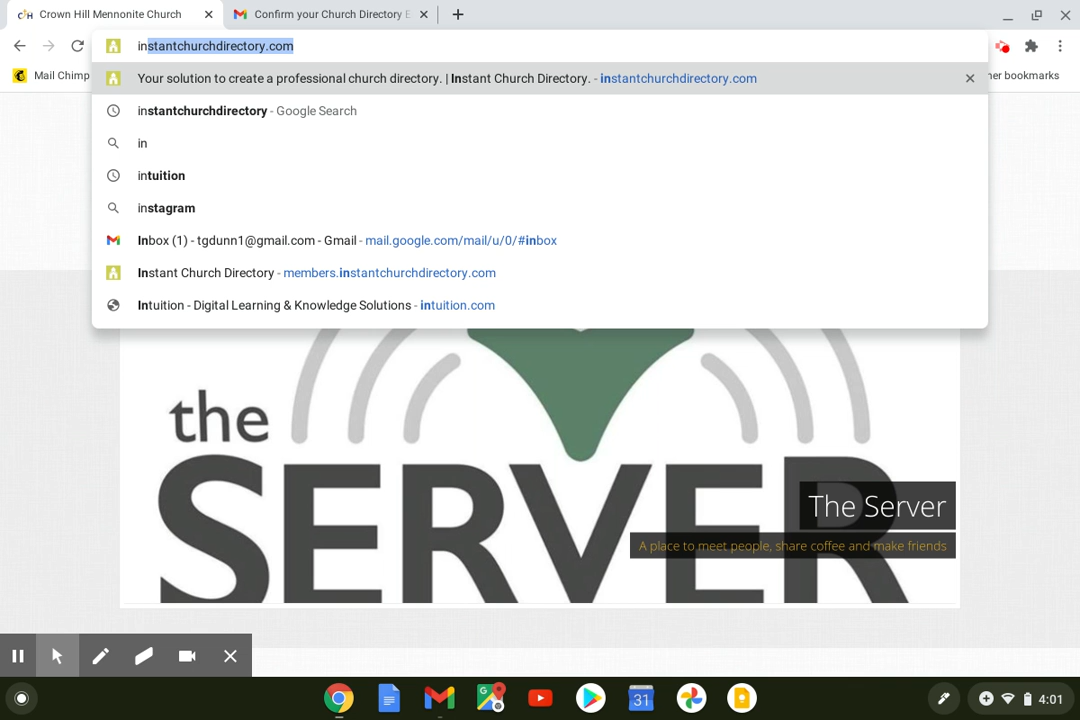 Crown Hill Mennonite Church
Confirm your Church Directory E
instantchurchdirectory.com
Mail Chimp
her bookmarks
Your solution to create a professional church directory. | Instant Church Directory. - instantchurchdirectory.com
instantchurchdirectory - Google Search
in
intuition
instagram
Inbox (1) - tgdunn1@gmail.com - Gmail - mail.google.com/mail/u/0/#inbox
Instant Church Directory - members.instantchurchdirectory.com
Intuition - Digital Learning & Knowledge Solutions - intuition.com
the
SERVER
The Server
A place to meet people, share coffee and make friends
31
4:01